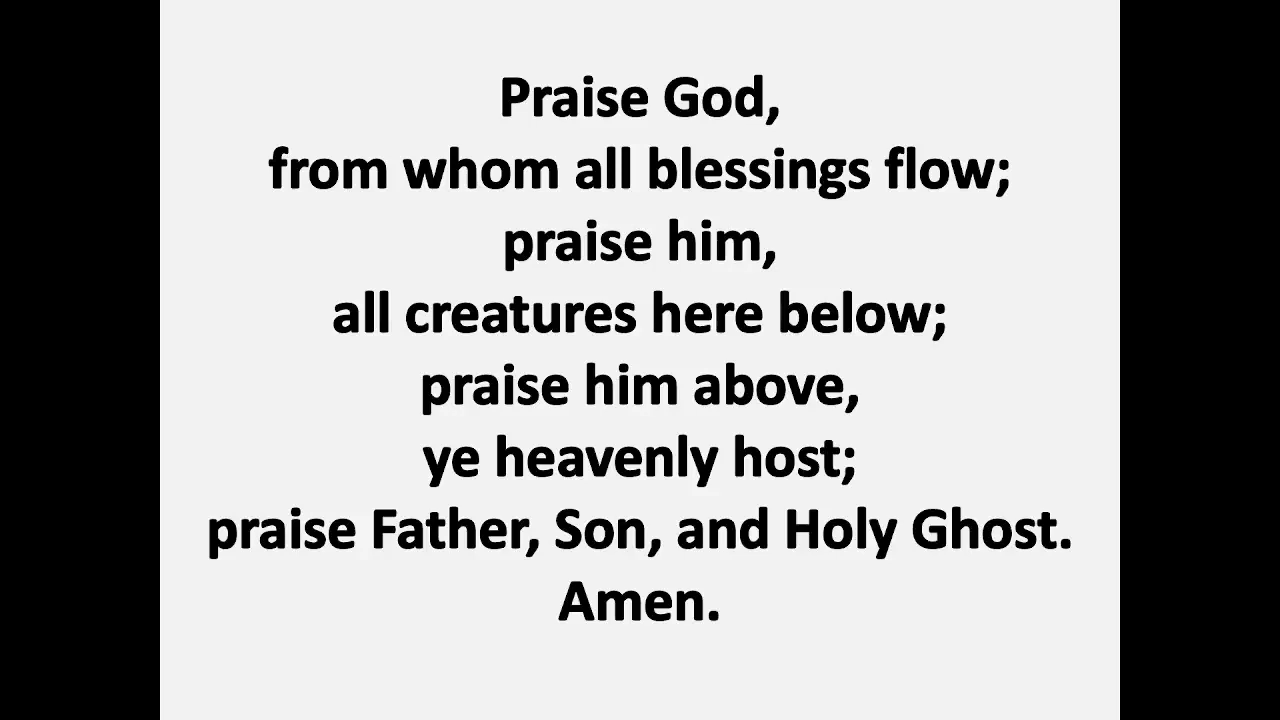 Praise God,
from whom all blessings flow;
praise him,
all creatures here below;
praise him above,
ye heavenly host;
praise Father, Son, and Holy Ghost.
Amen.